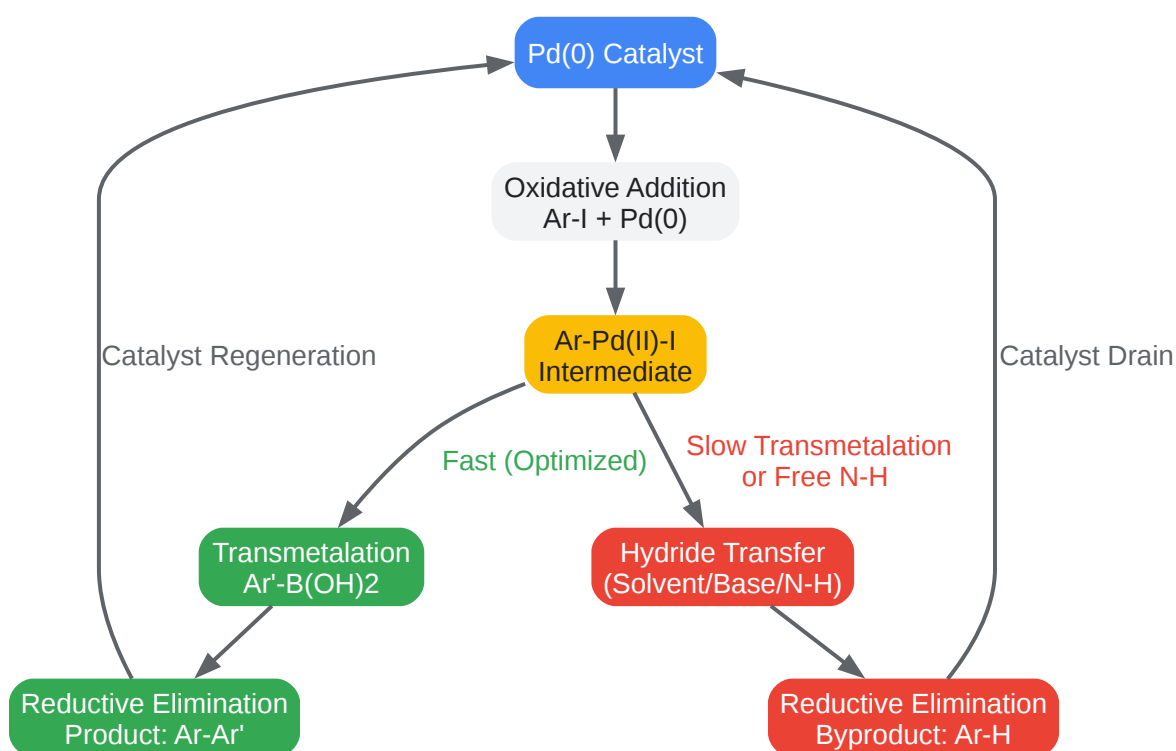 Pd(0) Catalyst
Oxidative Addition
Ar-I + Pd(0)
Ar-Pd(II)-I
Intermediate
Catalyst Regeneration
Catalyst Drain
Fast (Optimized)
Slow Transmetalation
or Free N-H
Transmetalation
Ar'-B(OH)2
Hydride Transfer
(Solvent/Base/N-H)
Reductive Elimination
Product: Ar-Ar'
Reductive Elimination
Byproduct: Ar-H